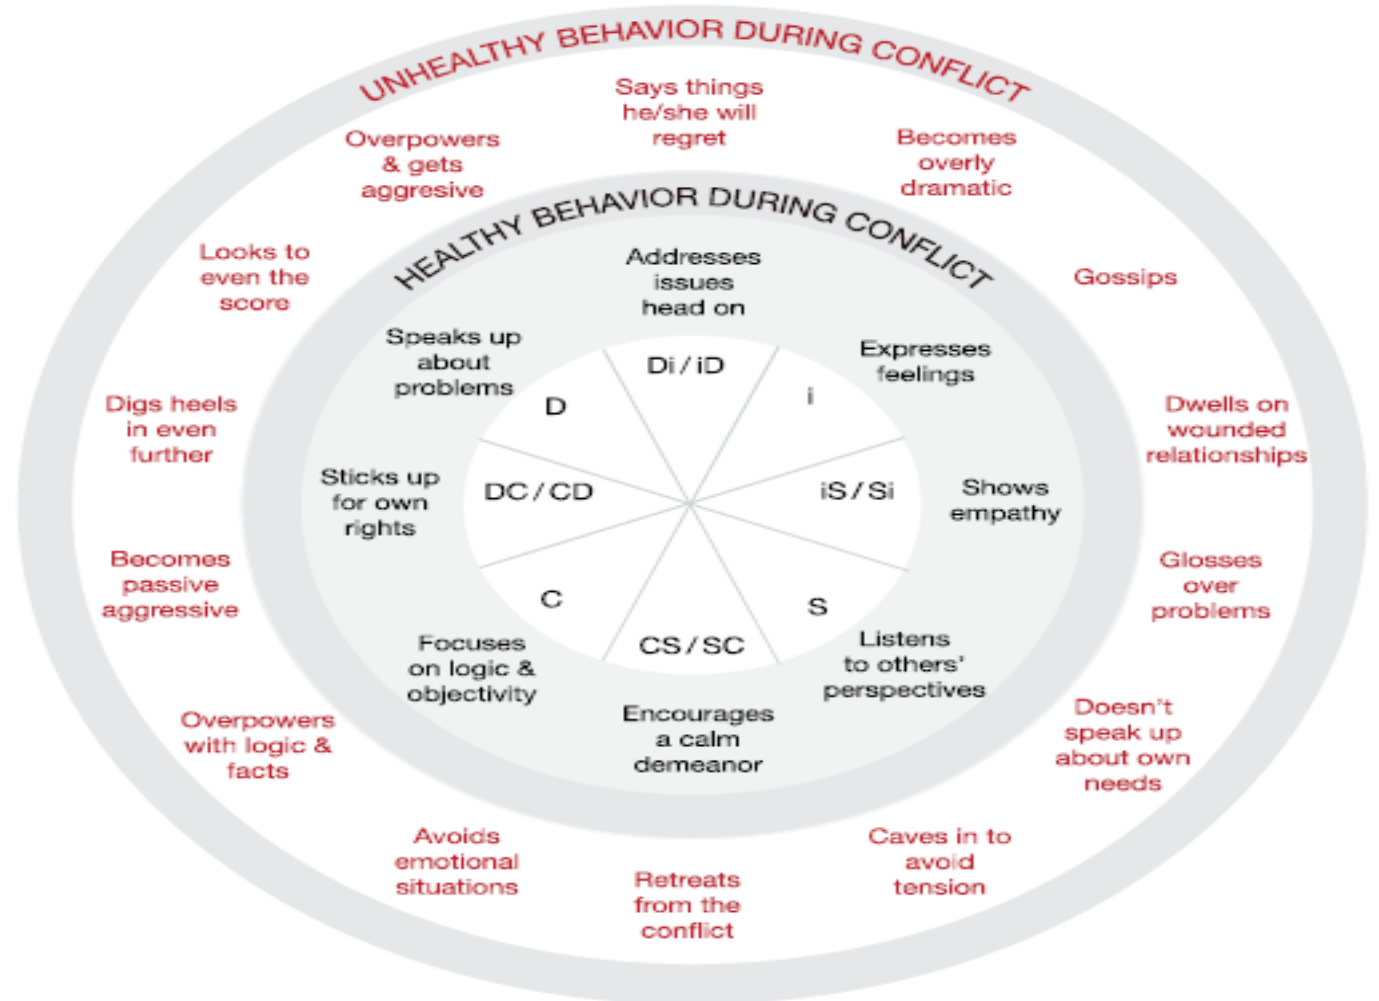 UNHEALTHY BEHAVIOR DURING CONFLICT
Says things
he/she will
regret
Overpowers
& gets
aggresive
Becomes
overly
dramatic
Looks to
even the
score
Gossips
Digs heels
in even
further
Dwells on
wounded
relationships
Becomes
passive
aggressive
Glosses
over
problems
Overpowers
with logic &
facts
Doesn't
speak up
about own
needs
Avoids
emotional
situations
Retreats
from the
conflict
Caves in to
avoid
tension
HEALTHY BEHAVIOR DURING CONFLICT
Addresses
issues
head on
Speaks up
about
problems
Expresses
feelings
Sticks up
for own
rights
Shows
empathy
Focuses
on logic &
objectivity
Listens
to others'
perspectives
Encourages
a calm
demeanor
Di / iD
D
i
DC / CD
iS / Si
C
S
CS / SC